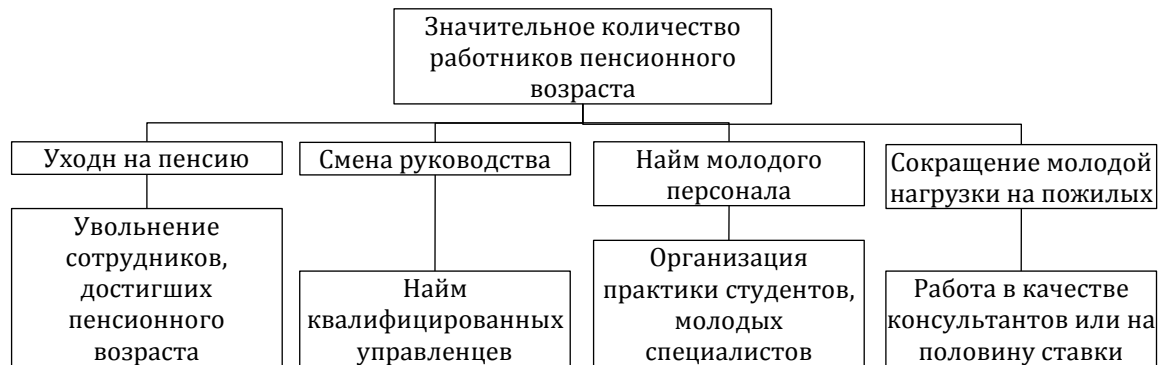 Значительное количество
работников пенсионного
возраста
Уходн на пенсию
Смена руководства
Найм молодого
персонала
Сокращение молодой
нагрузки на пожилых
Увольнение
сотрудников,
достигших
пенсионного
возраста
Найм
квалифицированных
управленцев
Организация
практики студентов,
молодых
специалистов
Работа в качестве
консультантов или на
половину ставки